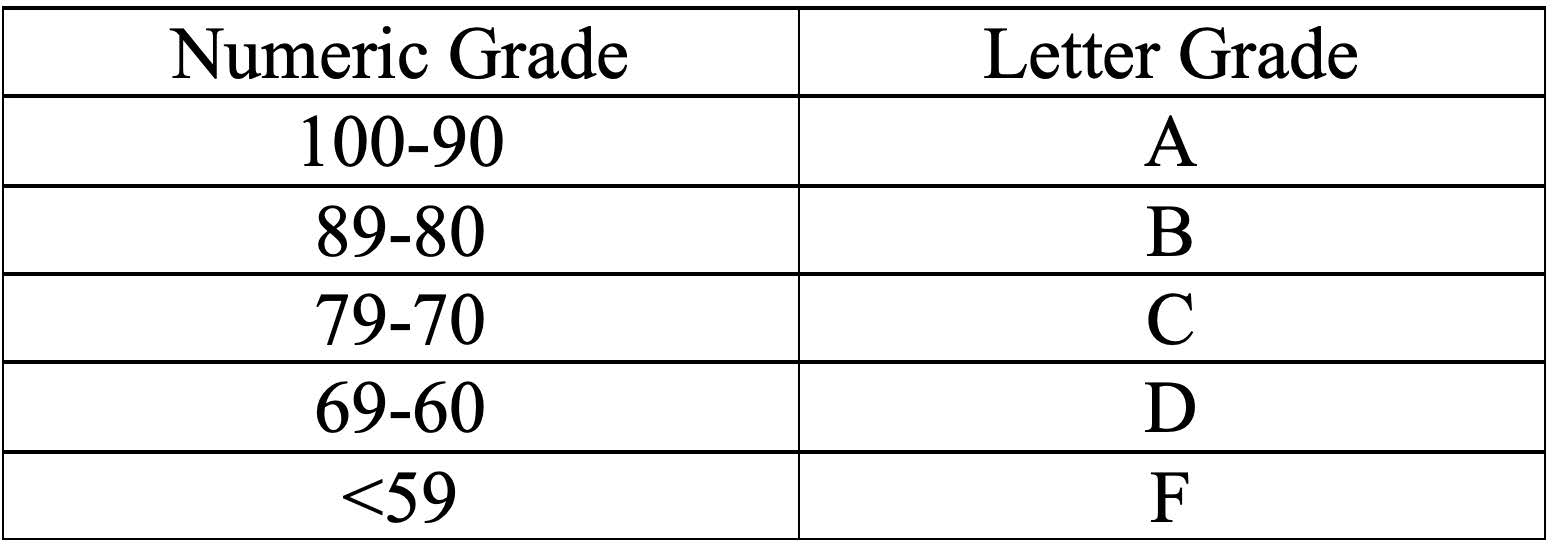 Numeric Grade Letter Grade
100-90 A
89-80 B
79-70 C
69-60 D
<59 F